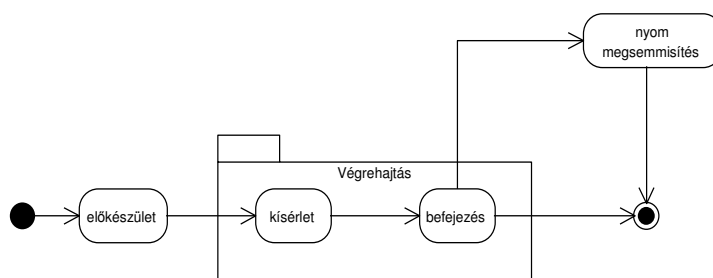 nyom
megsemmisítés
Végrehajtás
előkészület
kísérlet
befejezés